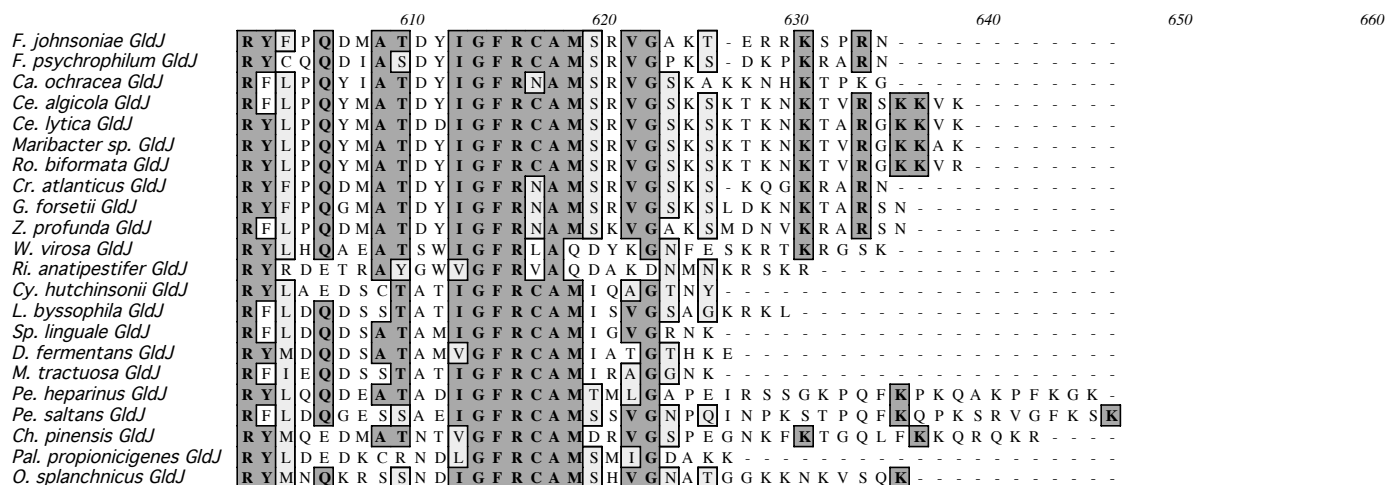 610 620 630 640 650 660
F. johnsoniae GldJ R Y F P Q D M A T D Y I G F R C A M S R V G A K T - E R R K S P R N - - - - - - - - - - - -
F. psychrophilum GldJ R Y C Q Q D I A S D Y I G F R C A M S R V G P K S - D K P K R A R N - - - - - - - - - - - -
Ca. ochracea GldJ R F L P Q Y I A T D Y I G F R N A M S R V G S K A K K N H K T P K G - - - - - - - - - - - -
Ce. algicola GldJ R F L P Q Y M A T D Y I G F R C A M S R V G S K S K T K N K T V R S K K V K - - - - - - - -
Ce. lytica GldJ R Y L P Q Y M A T D D I G F R C A M S R V G S K S K T K N K T A R G K K V K - - - - - - - -
Maribacter sp. GldJ R Y L P Q Y M A T D Y I G F R C A M S R V G S K S K T K N K T V R G K K A K - - - - - - - -
Ro. biformata GldJ R Y L P Q Y M A T D Y I G F R C A M S R V G S K S K T K N K T V R G K K V R - - - - - - - -
Cr. atlanticus GldJ R Y F P Q D M A T D Y I G F R N A M S R V G S K S - K Q G K R A R N - - - - - - - - - - - -
G. forsetii GldJ R Y F P Q G M A T D Y I G F R N A M S R V G S K S L D K N K T A R S N - - - - - - - - - - -
Z. profunda GldJ R F L P Q D M A T D Y I G F R N A M S K V G A K S M D N V K R A R S N - - - - - - - - - - -
W. virosa GldJ R Y L H Q A E A T S W I G F R L A Q D Y K G N F E S K R T K R G S K - - - - - - - - - - - -
Ri. anatipestifer GldJ R Y R D E T R A Y G W V G F R V A Q D A K D N M N K R S K R - - - - - - - - - - - - - - - -
Cy. hutchinsonii GldJ R Y L A E D S C T A T I G F R C A M I Q A G T N Y - - - - - - - - - - - - - - - - - - - - -
L. byssophila GldJ R F L D Q D S S T A T I G F R C A M I S V G S A G K R K L - - - - - - - - - - - - - - - - -
Sp. linguale GldJ R F L D Q D S A T A M I G F R C A M I G V G R N K - - - - - - - - - - - - - - - - - - - - -
D. fermentans GldJ R Y M D Q D S A T A M V G F R C A M I A T G T H K E - - - - - - - - - - - - - - - - - - - -
M. tractuosa GldJ R F I E Q D S S T A T I G F R C A M I R A G G N K - - - - - - - - - - - - - - - - - - - - -
Pe. heparinus GldJ R Y L Q Q D E A T A D I G F R C A M T M L G A P E I R S S G K P Q F K P K Q A K P F K G K -
Pe. saltans GldJ R F L D Q G E S S A E I G F R C A M S S V G N P Q I N P K S T P Q F K Q P K S R V G F K S K
Ch. pinensis GldJ R Y M Q E D M A T N T V G F R C A M D R V G S P E G N K F K T G Q L F K K Q R Q K R - - - -
Pal. propionicigenes GldJ R Y L D E D K C R N D L G F R C A M S M I G D A K K - - - - - - - - - - - - - - - - - - - -
O. splanchnicus GldJ R Y M N Q K R S S N D I G F R C A M S H V G N A T G G K K N K V S Q K - - - - - - - - - - -